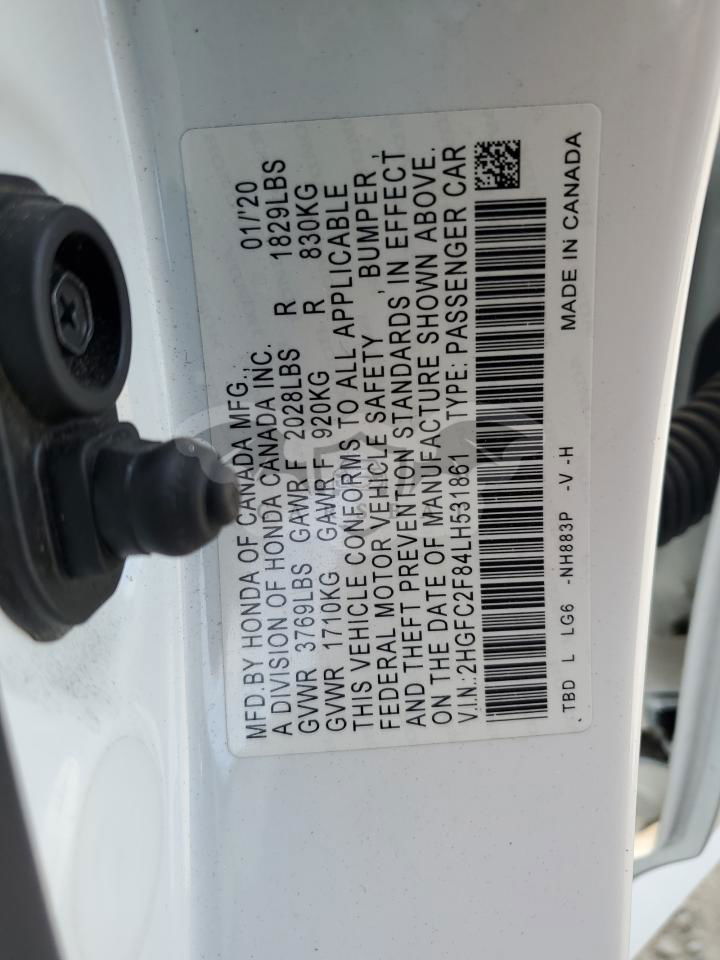 MFD.BY HONDA OF CANADA MFG., 01/'20
A DIVISION OF HONDA CANADA INC.
GVWR 3769LBS GAWR F 2028LBS R 1829LBS
GVWR 1710KG GAWR F 920KG R 830KG
THIS VEHICLE CONFORMS TO ALL APPLICABLE
FEDERAL MOTOR VEHICLE SAFETY , BUMPER ,
AND THEFT PREVENTION STANDARDS IN EFFECT
ON THE DATE OF MANUFACTURE SHOWN ABOVE.
V.I.N.:2HGFC2F84LH531861 TYPE: PASSENGER CAR
TBD L LG6 -NH883P -V -H MADE IN CANADA